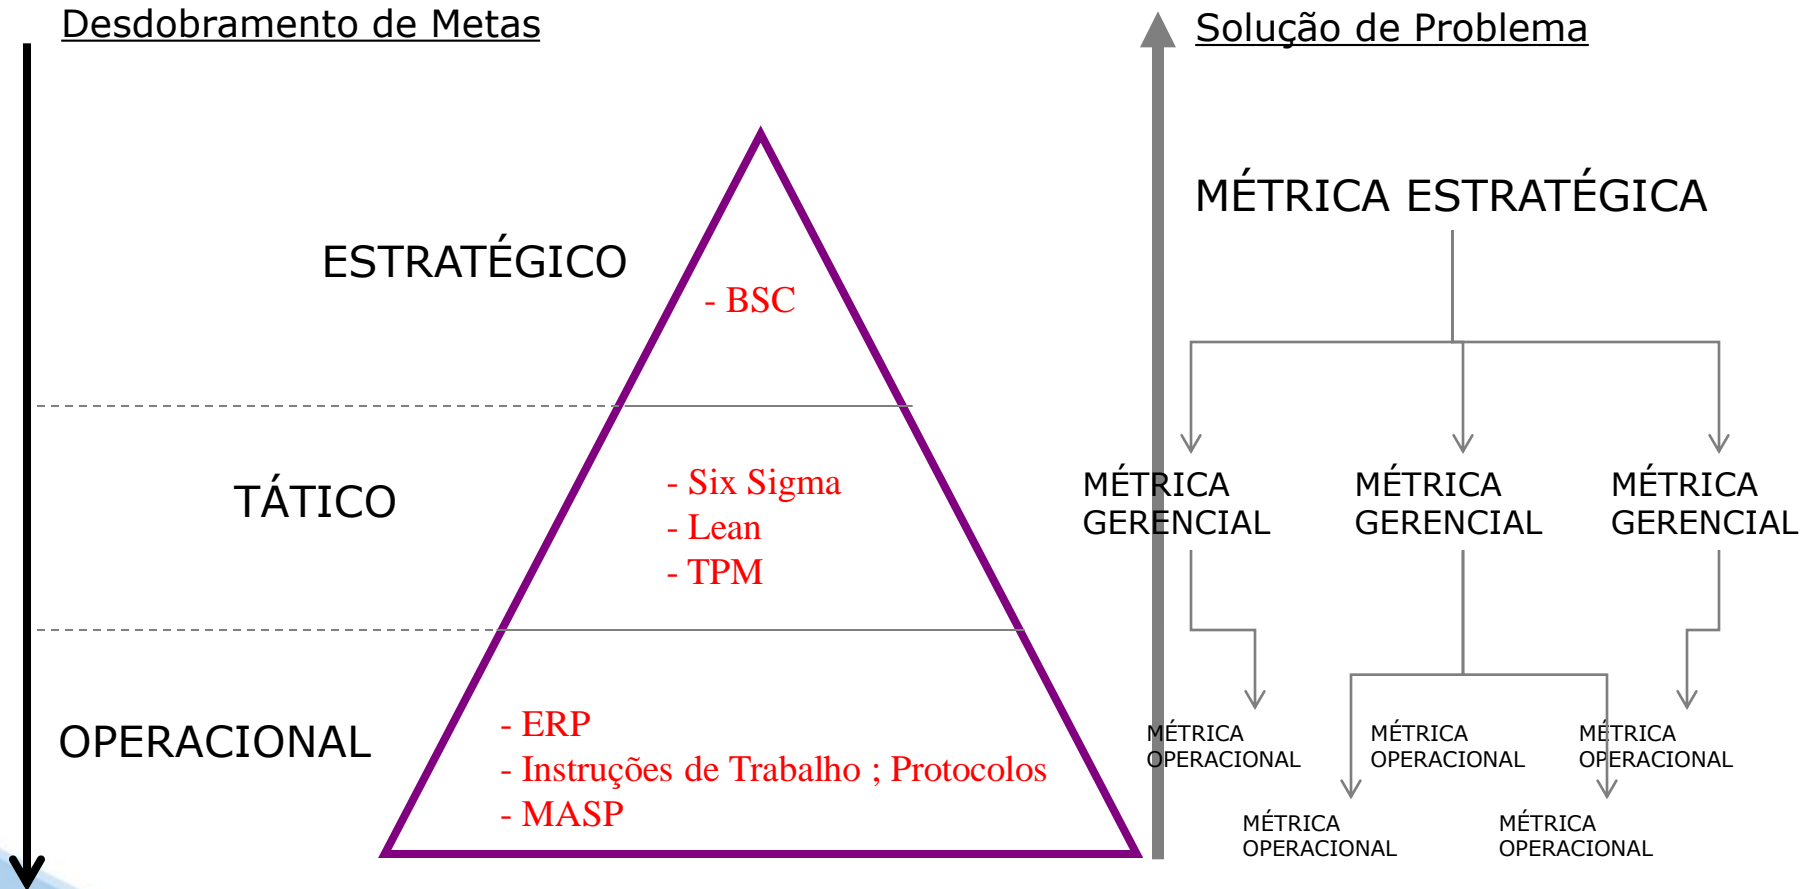 Desdobramento de Metas
Solução de Problema
MÉTRICA ESTRATÉGICA
ESTRATÉGICO
- BSC
TÁTICO
- Six Sigma
- Lean
- TPM
MÉTRICA
GERENCIAL
MÉTRICA
GERENCIAL
MÉTRICA
GERENCIAL
OPERACIONAL
- ERP
- Instruções de Trabalho ; Protocolos
- MASP
MÉTRICA
OPERACIONAL
MÉTRICA
OPERACIONAL
MÉTRICA
OPERACIONAL
MÉTRICA
OPERACIONAL
MÉTRICA
OPERACIONAL